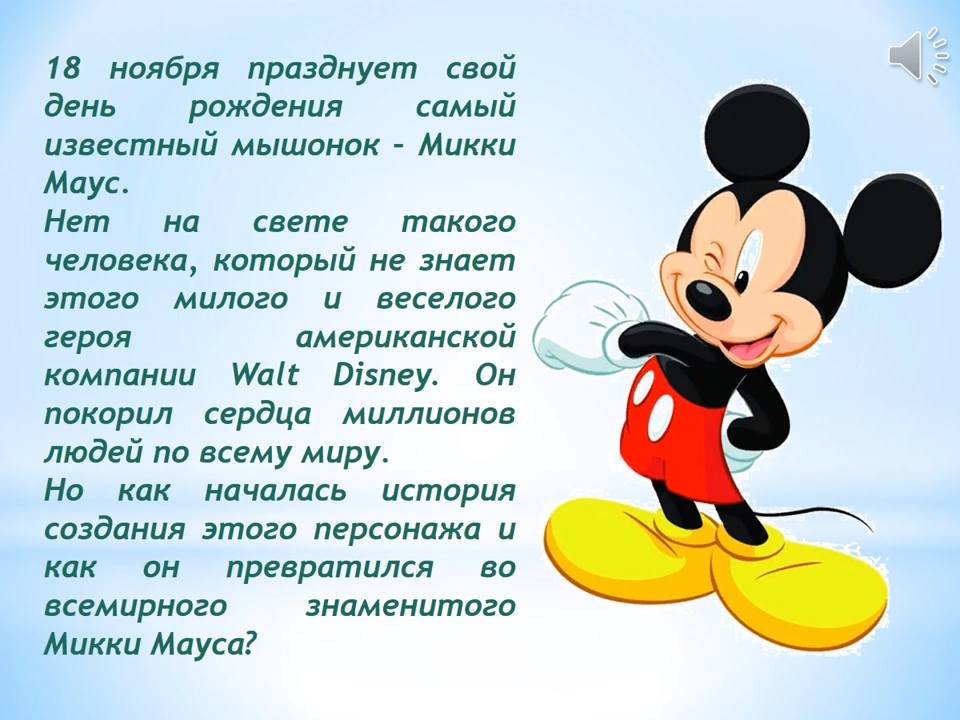 18 ноября празднует свой
день рождения самый
известный мышонок – Микки
Маус.
Нет на свете такого
человека, который не знает
этого милого и веселого
героя американской
компании Walt Disney. Он
покорил сердца миллионов
людей по всему миру.
Но как началась история
создания этого персонажа и
как он превратился во
всемирного знаменитого
Микки Мауса?